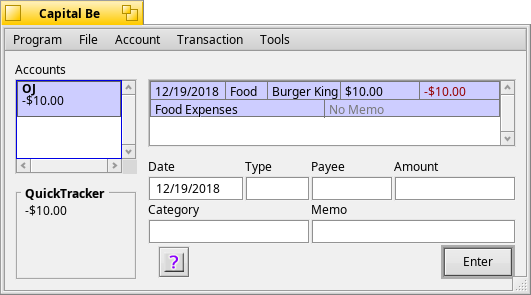 Capital Be
Program File Account Transaction Tools
Accounts
OJ
-$10.00
12/19/2018 Food Burger King $10.00 -$10.00
Food Expenses No Memo
Date Type Payee Amount
12/19/2018
Category Memo
QuickTracker
-$10.00
?
Enter